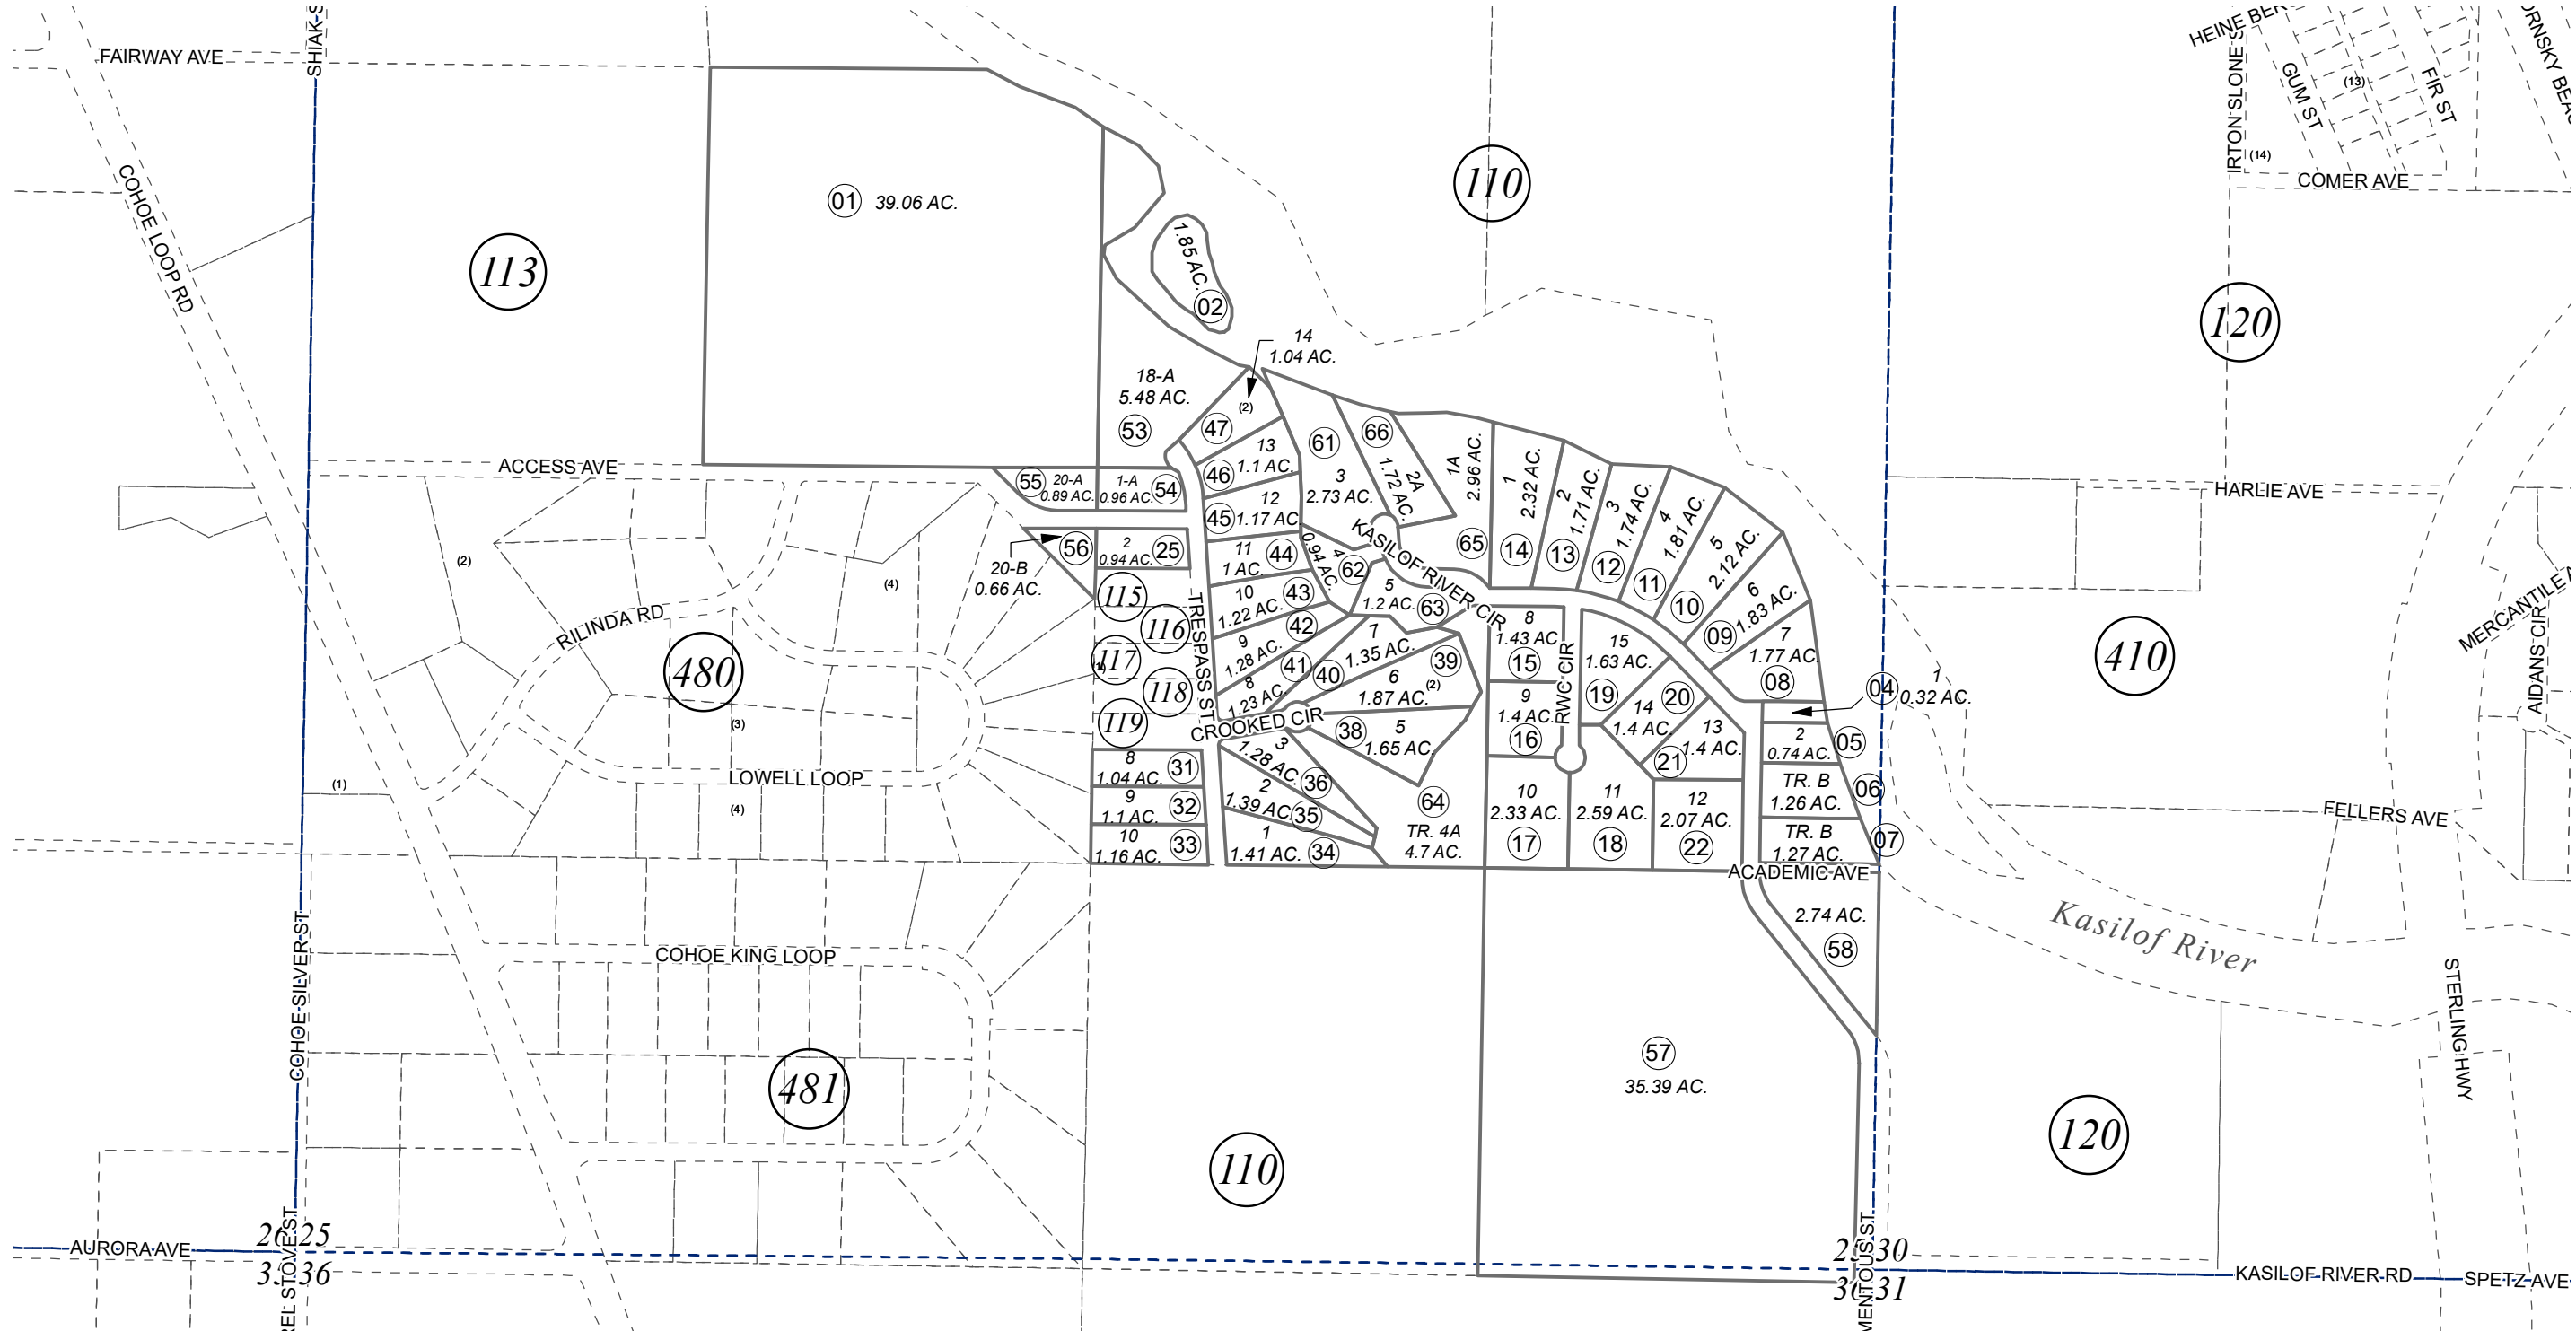 FAIRWAY AVE
COHOE LOOP RD
113
01 39.06 AC.
1.85 AC.
02
110
120
HEINE BER
GUM ST
FIR ST
(13)
(14)
COMER AVE
HARLIE AVE
410
AIDANS CIR
FELLERS AVE
14
1.04 AC.
18-A
5.48 AC.
53
(2)
47
13
1.1 AC.
46
12
1.17 AC.
45
11
1 AC.
44
10
1.22 AC.
43
42
9
1.28 AC.
41
8
1.23 AC.
40
7
1.35 AC.
39
6
1.87 AC.
(2)
38
5
1.65 AC.
61
3
2.73 AC.
66
2A
1.72 AC.
1A
2.96 AC.
65
4
0.94 AC.
62
5
1.2 AC.
63
KASILOF RIVER CIR
1
2.32 AC.
14
2
1.71 AC.
13
3
1.74 AC.
12
4
1.81 AC.
11
5
2.12 AC.
10
6
1.83 AC.
09
7
1.77 AC.
08
04
1
0.32 AC.
05
2
0.74 AC.
06
TR. B
1.26 AC.
07
TR. B
1.27 AC.
8
1.43 AC.
15
9
1.4 AC.
16
RWC CIR
15
1.63 AC.
19
20
14
1.4 AC.
13
1.4 AC.
21
10
2.33 AC.
17
11
2.59 AC.
18
12
2.07 AC.
22
ACADEMIC AVE
2.74 AC.
58
57
35.39 AC.
64
TR. 4A
4.7 AC.
CROOKED CIR
3
1.28 AC.
36
2
1.39 AC.
35
1
1.41 AC.
34
ACCESS AVE
55
20-A
0.89 AC.
1-A
0.96 AC.
54
56
20-B
0.66 AC.
2
0.94 AC.
25
115
116
117
118
119
TRESPASS ST
8
1.04 AC.
31
9
1.1 AC.
32
10
1.16 AC.
33
(2)
(4)
RILINDA RD
480
(3)
LOWELL LOOP
(1)
(4)
COHOE SILVER ST
COHOE KING LOOP
481
110
120
Kasilof River
STERLING HWY
AURORA AVE
KASILOF RIVER RD
SPETZ AVE